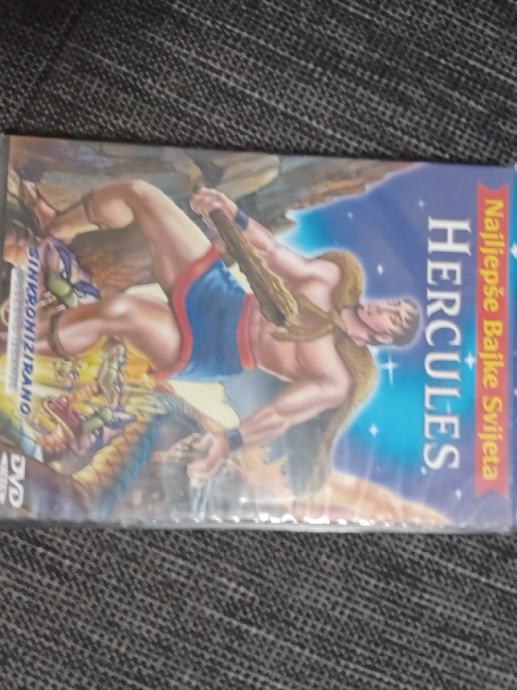 Najljepše Bajke Svijeta
HERCULES
SINKRONIZIRANO
DVD